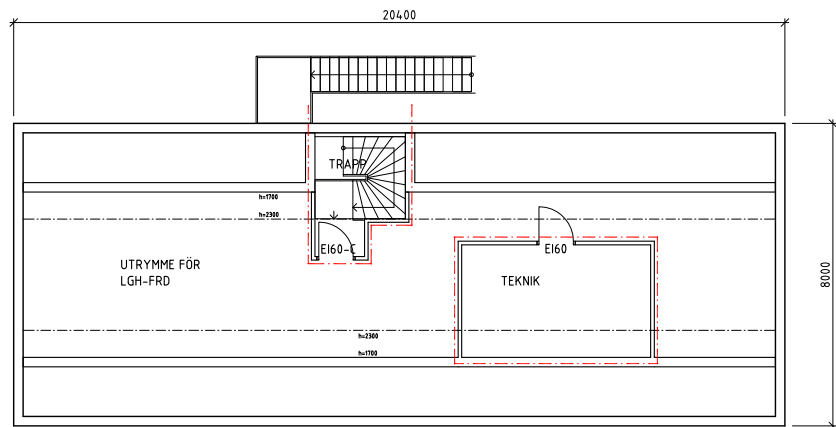 20400
TRAPP
h=1700
h=2300
EI60-C
EI60
UTRYMME FÖR
LGH-FRD
TEKNIK
8000
h=2300
h=1700